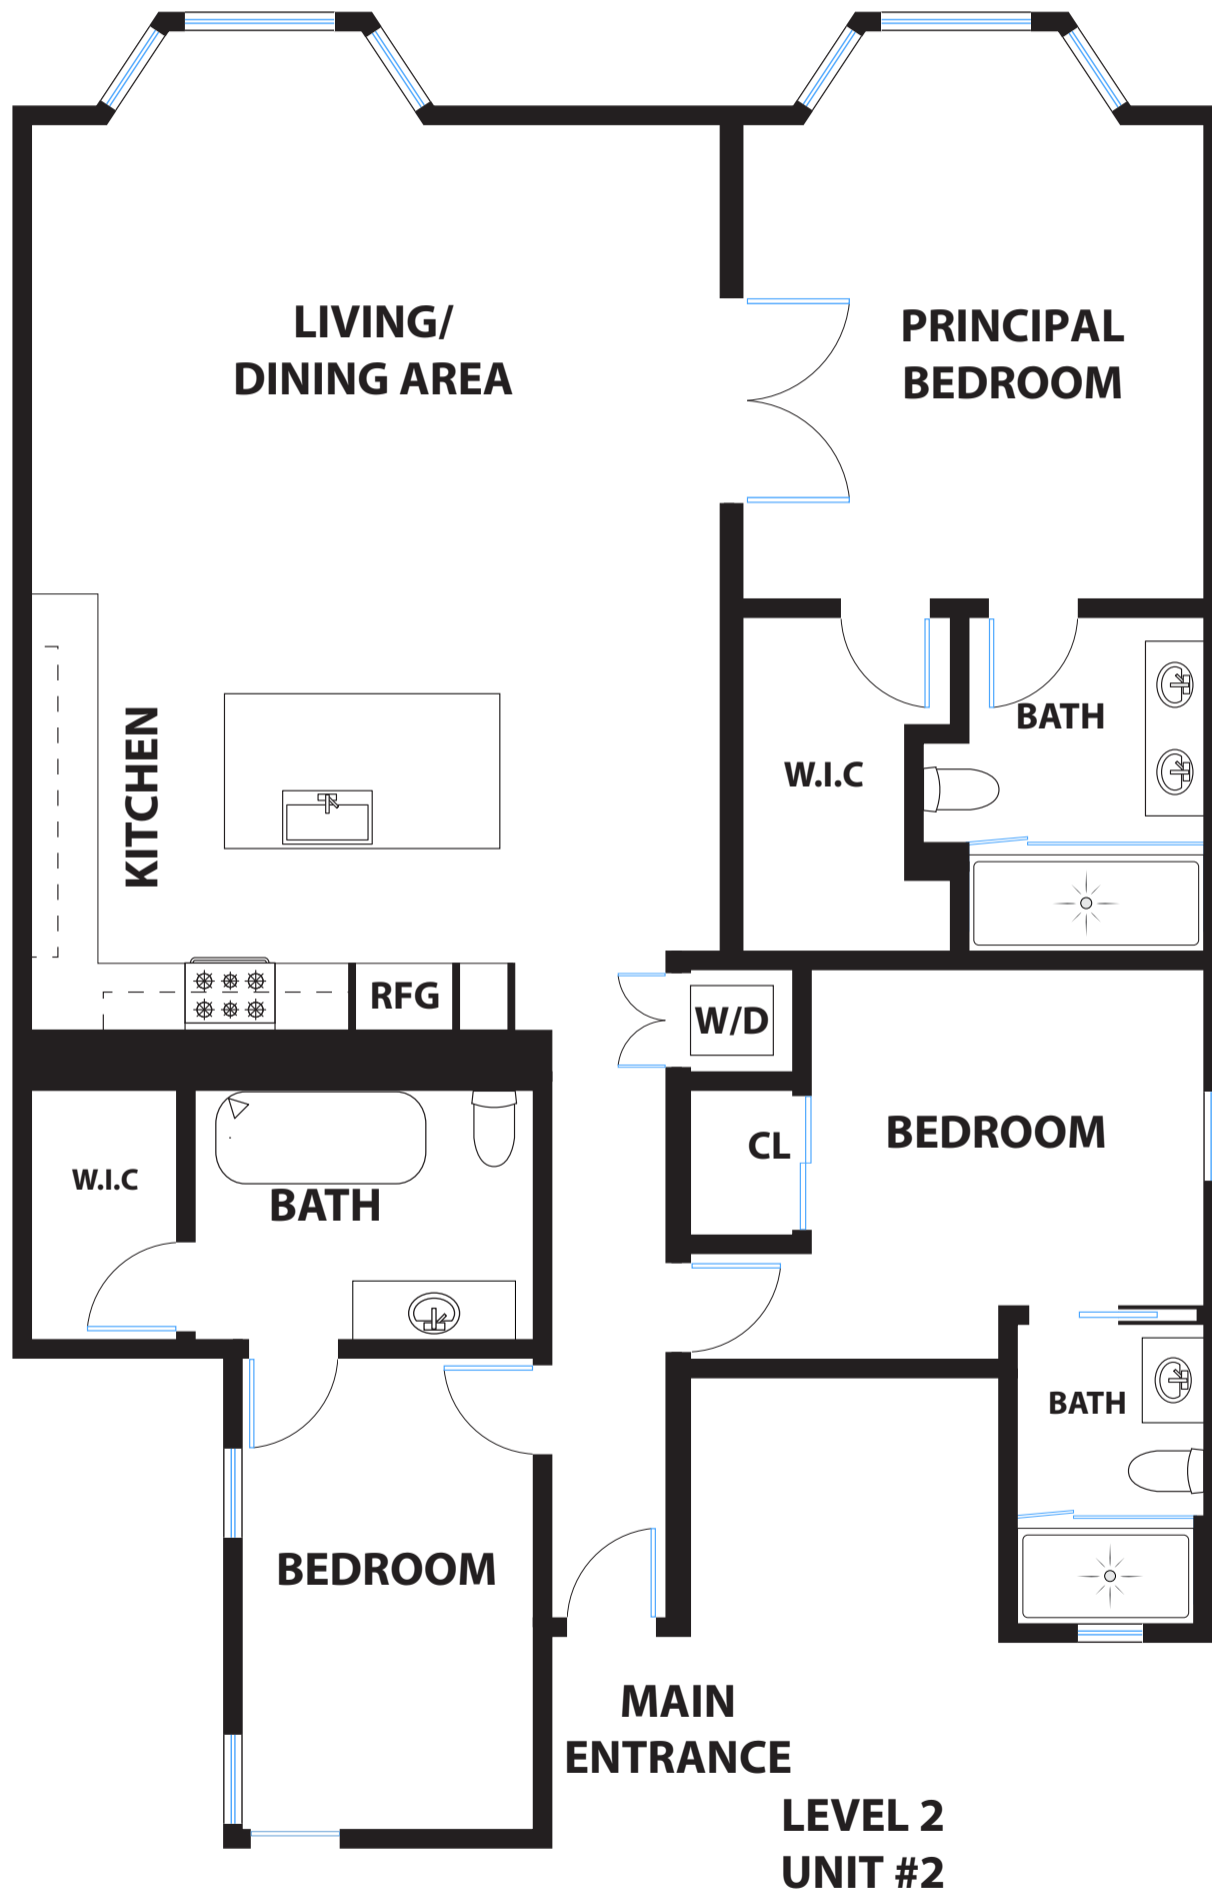 LIVING/
DINING AREA
PRINCIPAL
BEDROOM
KITCHEN
BATH
W.I.C
RFG
W/D
CL
BEDROOM
W.I.C
BATH
BATH
BEDROOM
MAIN
ENTRANCE
LEVEL 2
UNIT #2